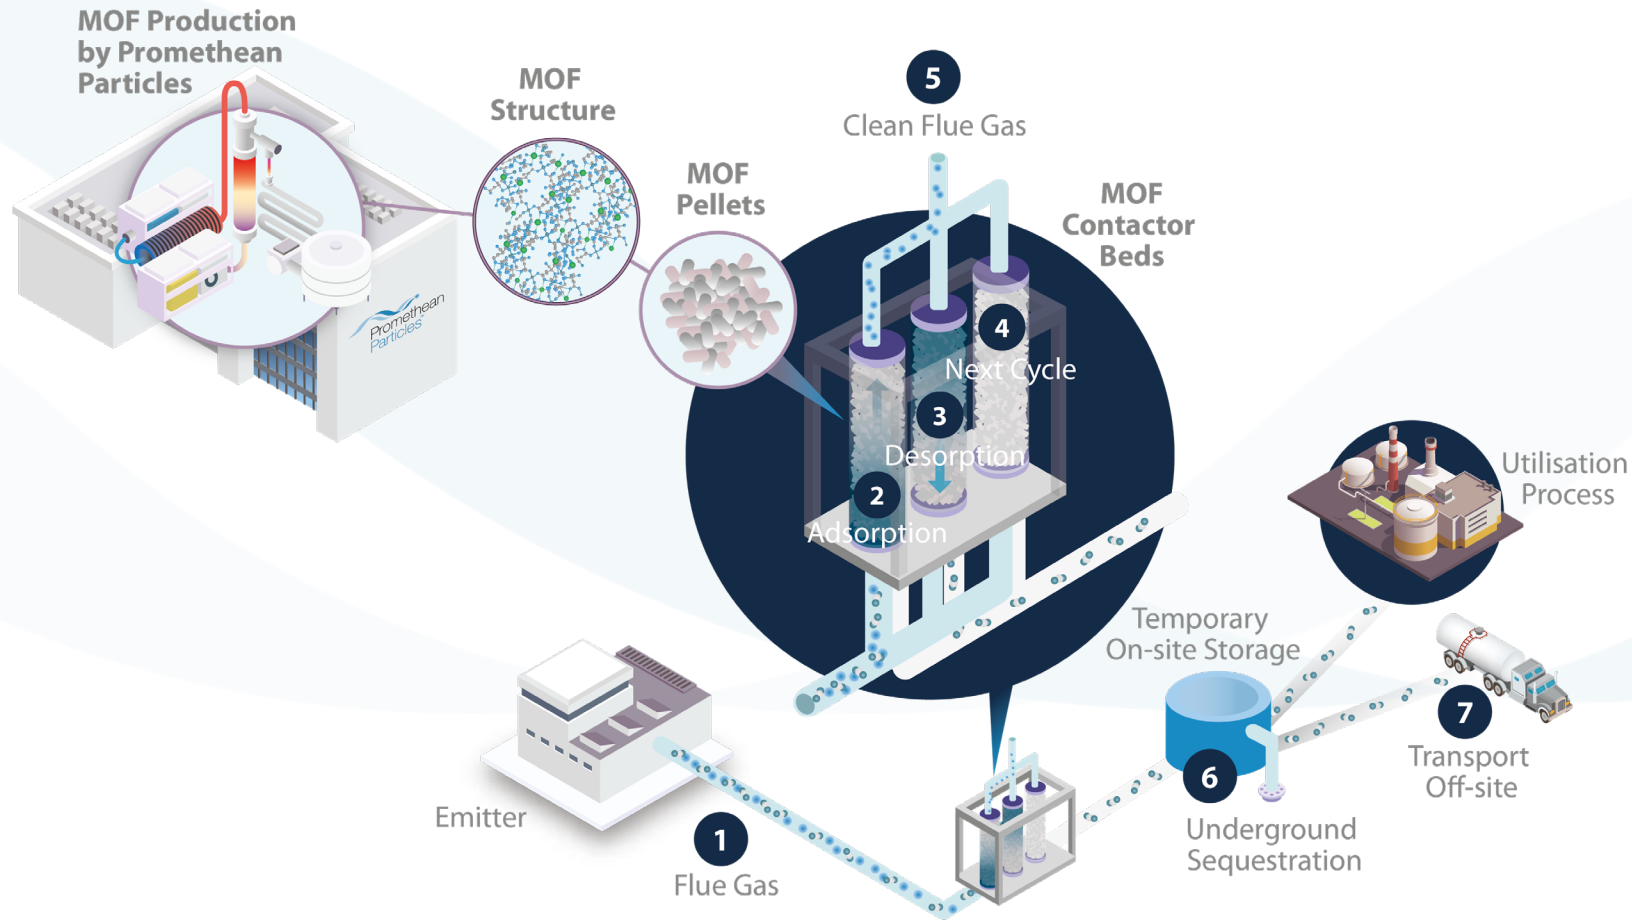 MOF Production
by Promethean
Particles
MOF
Structure
MOF
Pellets
5
Clean Flue Gas
MOF
Contactor
Beds
Promethean
Particles
4
Next Cycle
3
Desorption
2
Adsorption
Utilisation
Process
Temporary
On-site Storage
7
Transport
Off-site
6
Underground
Sequestration
Emitter
1
Flue Gas